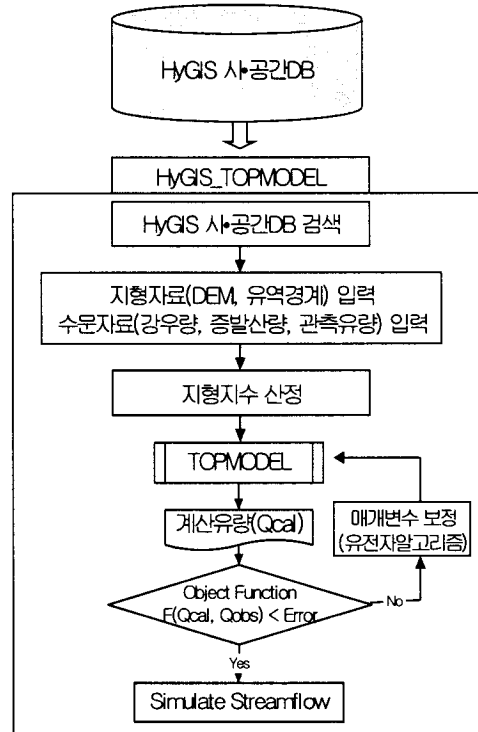 HyGIS 시•공간DB
HyGIS_TOPMODEL
HyGIS 시•공간DB 검색
지형자료(DEM, 유역경계) 입력
수문자료(강우량, 증발산량, 관측유량) 입력
지형지수 산정
TOPMODEL
계산유량(Qcal)
매개변수 보정
(유전자알고리즘)
Object Function
F(Qcal, Qobs) < Error
No
Yes
Simulate Streamflow